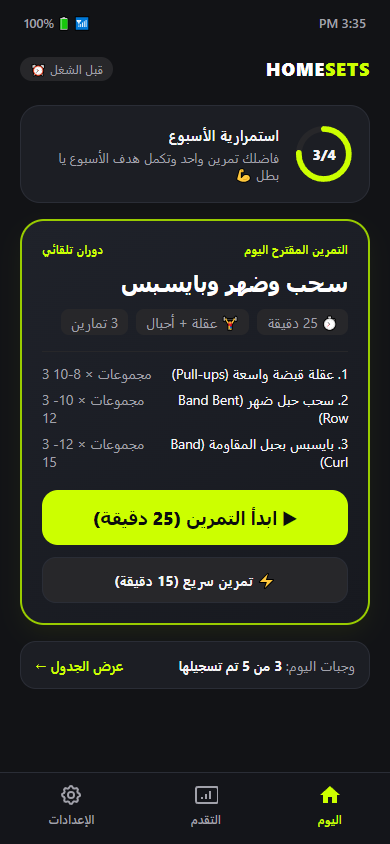 3:35 PM
100%
HOMESETS
قبل الشغل
استمرارية الأسبوع
3/4
فاضلك تمرين واحد وتكمل هدف الأسبوع يا
بطل 💪
التمرين المقترح اليوم
دوران تلقائي
سحب وضهر وبايسبس
25 دقيقة
عقلة + أحبال
3 تمارين
1. عقلة قبضة واسعة (Pull-ups)
3 مجموعات × 8-10
2. سحب حبل ضهر (Band Bent
Row)
3 مجموعات × 10-
12
3. بايسبس بحبل المقاومة (Band
Curl)
3 مجموعات × 12-
15
▶ ابدأ التمرين (25 دقيقة)
⚡ تمرين سريع (15 دقيقة)
وجبات اليوم: 3 من 5 تم تسجيلها
عرض الجدول ←
اليوم
التقدم
الإعدادات